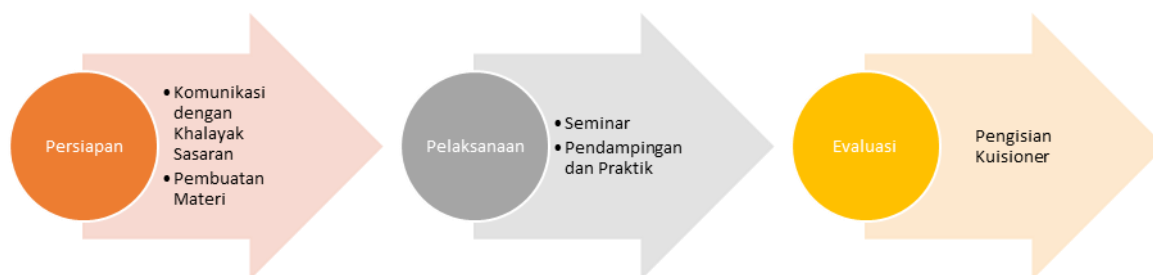 Persiapan
• Komunikasi
dengan
Khalayak
Sasaran
• Pembuatan
Materi
Pelaksanaan
• Seminar
• Pendampingan
dan Praktik
Evaluasi
Pengisian
Kuisioner